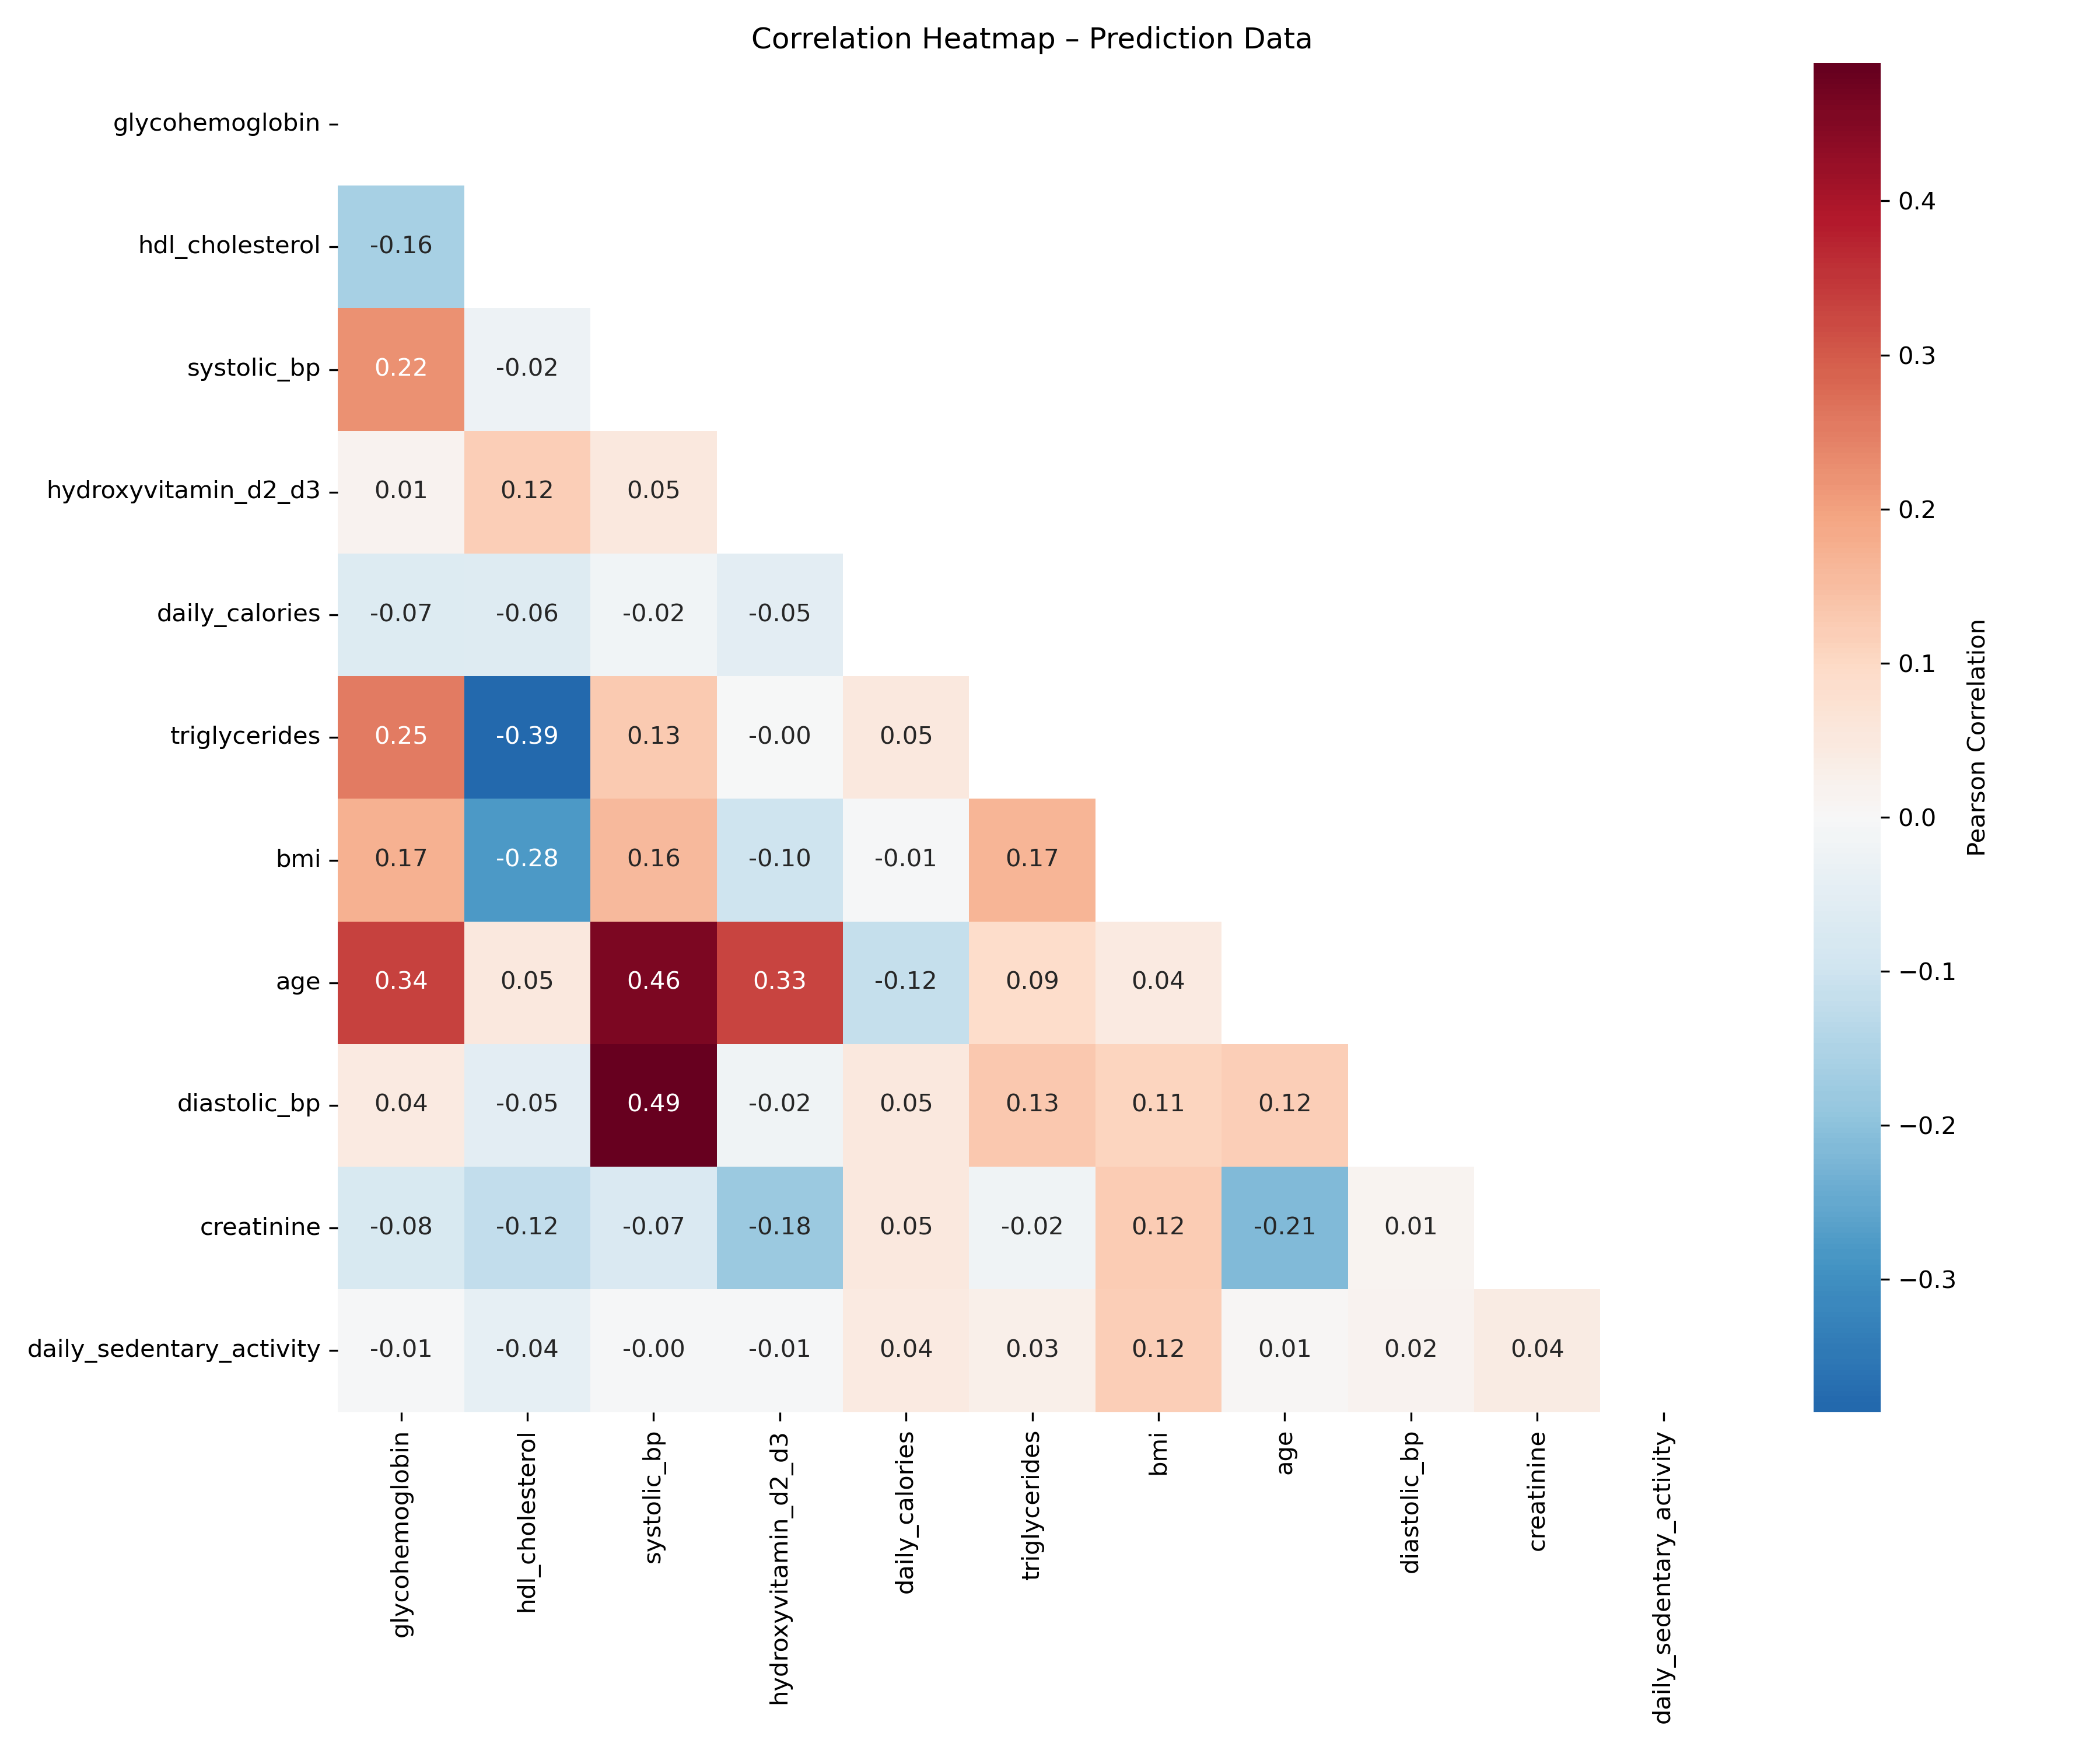 Correlation Heatmap – Prediction Data
glycohemoglobin
hdl_cholesterol -0.16
systolic_bp 0.22 -0.02
hydroxyvitamin_d2_d3 0.01 0.12 0.05
daily_calories -0.07 -0.06 -0.02 -0.05
triglycerides 0.25 -0.39 0.13 -0.00 0.05
bmi 0.17 -0.28 0.16 -0.10 -0.01 0.17
age 0.34 0.05 0.46 0.33 -0.12 0.09 0.04
diastolic_bp 0.04 -0.05 0.49 -0.02 0.05 0.13 0.11 0.12
creatinine -0.08 -0.12 -0.07 -0.18 0.05 -0.02 0.12 -0.21 0.01
daily_sedentary_activity -0.01 -0.04 -0.00 -0.01 0.04 0.03 0.12 0.01 0.02 0.04
glycohemoglobin
hdl_cholesterol
systolic_bp
hydroxyvitamin_d2_d3
daily_calories
triglycerides
bmi
age
diastolic_bp
creatinine
daily_sedentary_activity
0.4
0.3
0.2
0.1
0.0
−0.1
−0.2
−0.3
Pearson Correlation